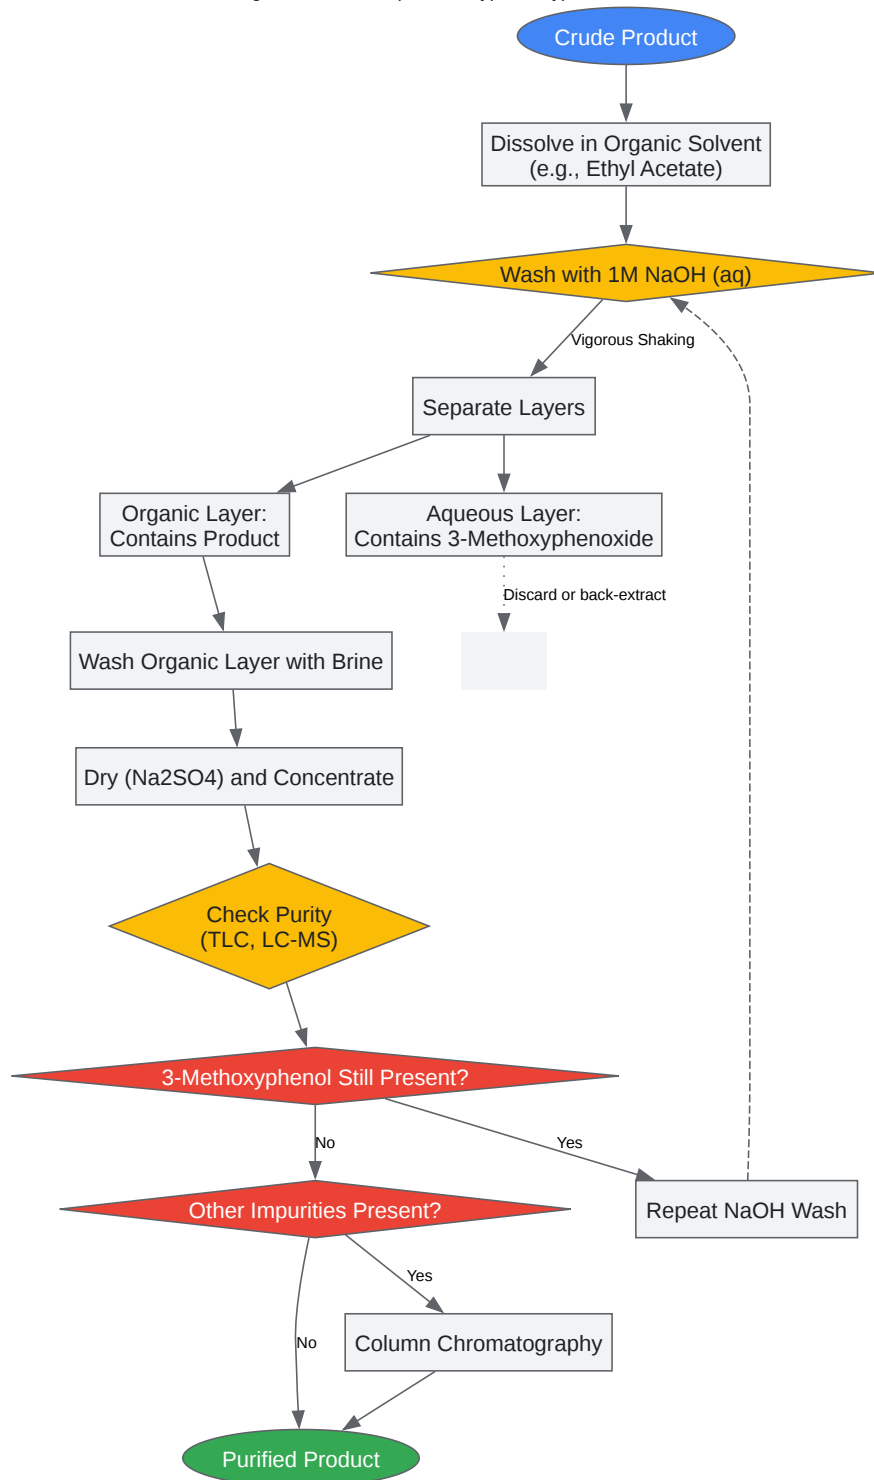 Crude Product
Dissolve in Organic Solvent
(e.g., Ethyl Acetate)
Wash with 1M NaOH (aq)
Vigorous Shaking
Separate Layers
Organic Layer:
Contains Product
Aqueous Layer:
Contains 3-Methoxyphenoxide
Discard or back-extract
Wash Organic Layer with Brine
Dry (Na2SO4) and Concentrate
Check Purity
(TLC, LC-MS)
3-Methoxyphenol Still Present?
No
Yes
Other Impurities Present?
Repeat NaOH Wash
Yes
No
Column Chromatography
Purified Product